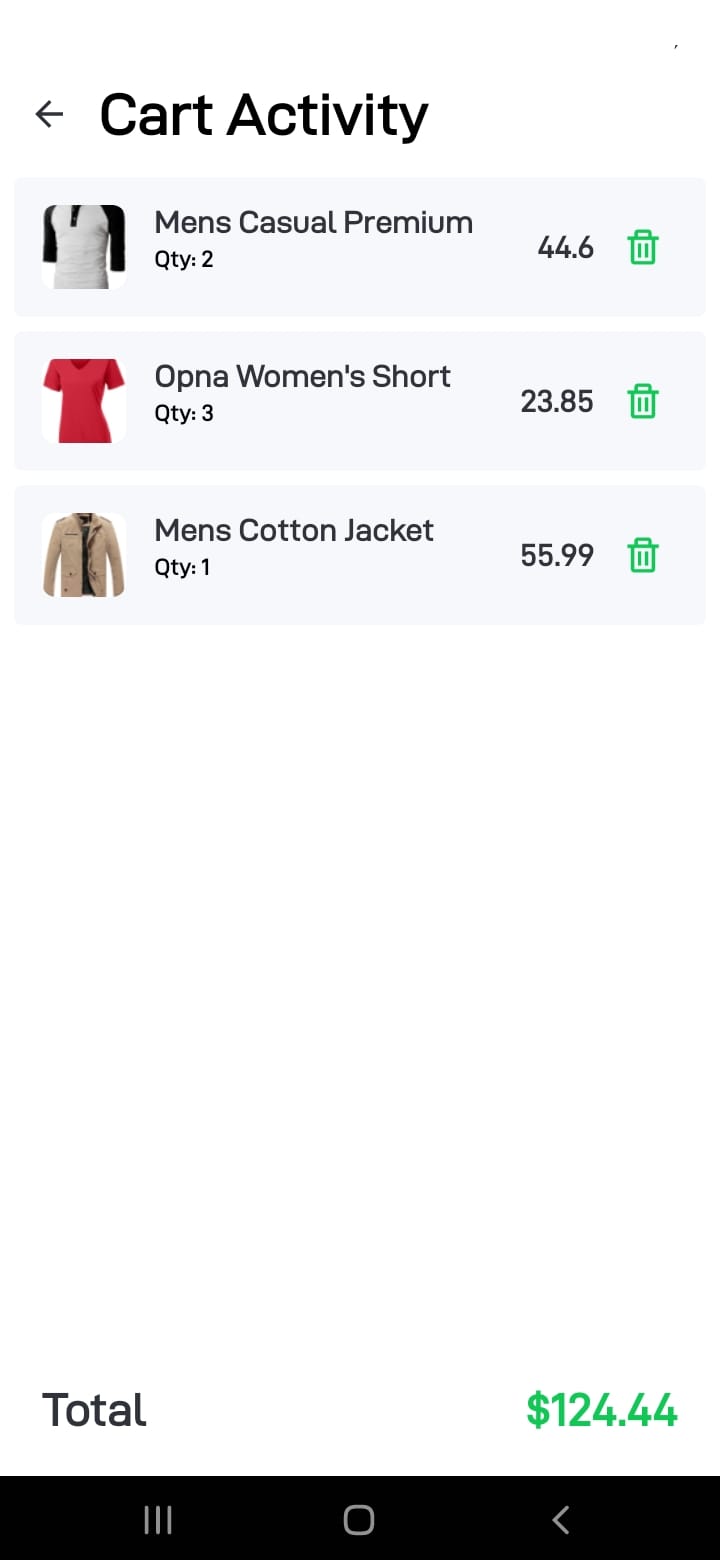 Cart Activity
Mens Casual Premium
Qty: 2
44.6
Opna Women's Short
Qty: 3
23.85
Mens Cotton Jacket
Qty: 1
55.99
Total
$124.44